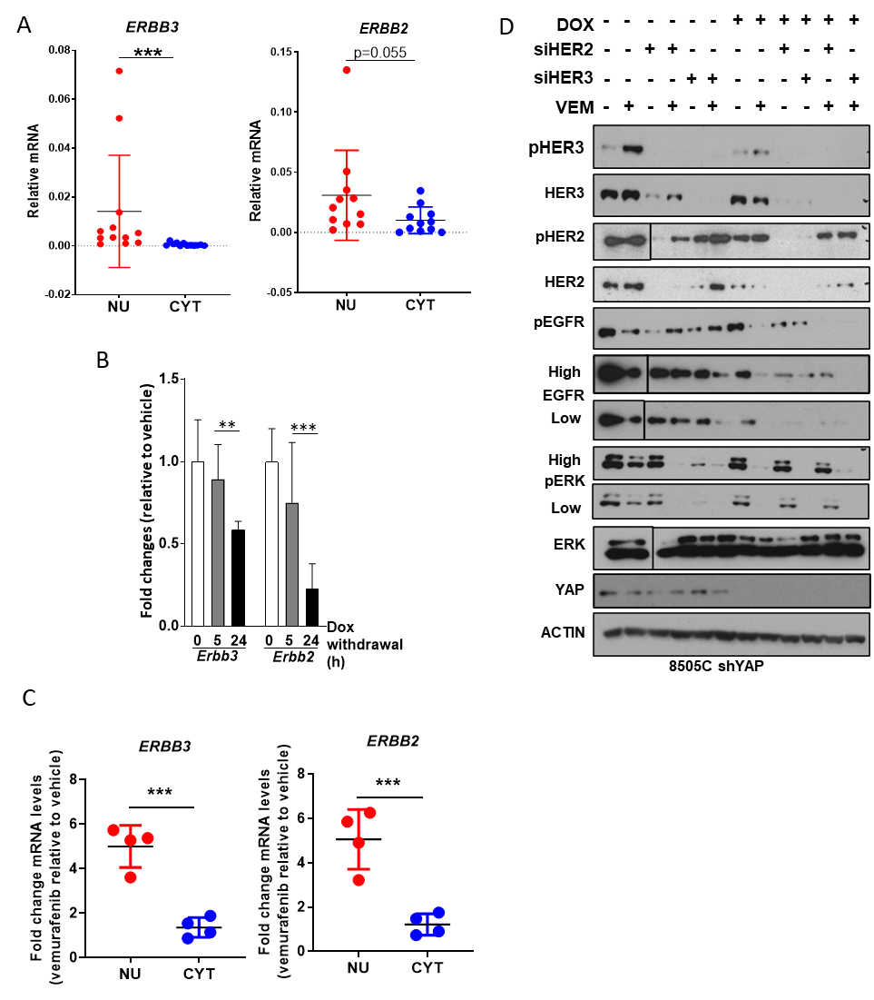 A
ERBB3
***
0.08
0.06
0.04
0.02
0.00
-0.02
Relative mRNA
NU CYT
ERBB2
p=0.055
0.15
0.10
0.05
0.00
-0.05
Relative mRNA
NU CYT
B
1.5
1.0
0.5
0.0
Fold changes (relative to vehicle)
** ***
0 5 24 0 5 24
Erbb3 Erbb2
Dox
withdrawal
(h)
C
ERBB3
***
8
6
4
2
0
Fold change mRNA levels
(vemurafenib relative to vehicle)
NU CYT
ERBB2
***
8
6
4
2
0
Fold change mRNA levels
(vemurafenib relative to vehicle)
NU CYT
D
DOX - - - - - - + + + + + +
siHER2 - - + + - - - - + - + -
siHER3 - - - - + + - - - + - +
VEM - + - + - + - + - - + +
pHER3
HER3
pHER2
HER2
pEGFR
High
EGFR
Low
High
pERK
Low
ERK
YAP
ACTIN
8505C shYAP